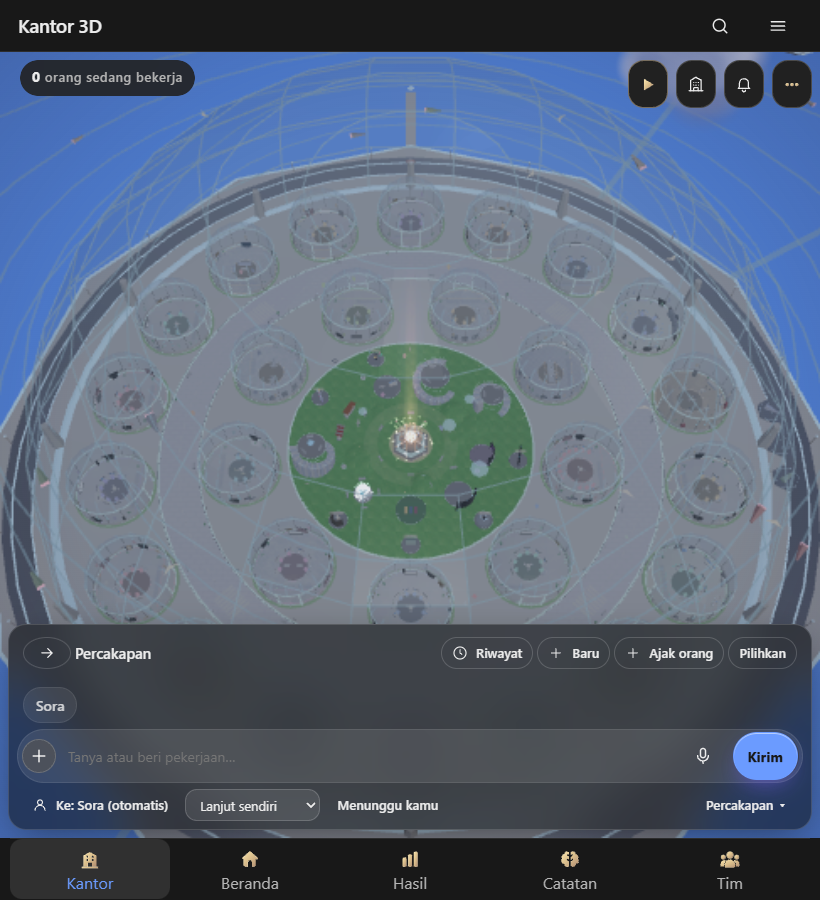 Kantor 3D
0 orang sedang bekerja
Percakapan
Riwayat
Baru
Ajak orang
Pilihkan
Sora
Tanya atau beri pekerjaan...
Kirim
Ke: Sora (otomatis)
Lanjut sendiri
Menunggu kamu
Percakapan
Kantor
Beranda
Hasil
Catatan
Tim